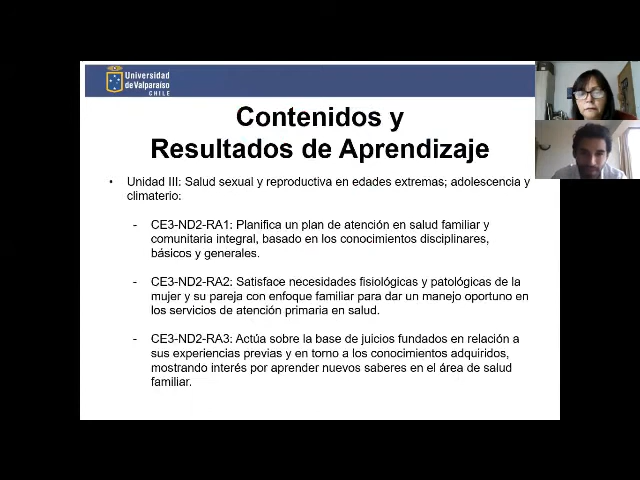 Universidad
de Valparaíso
CHILE
Contenidos y
Resultados de Aprendizaje
• Unidad III: Salud sexual y reproductiva en edades extremas; adolescencia y
climaterio:
- CE3-ND2-RA1: Planifica un plan de atención en salud familiar y
comunitaria integral, basado en los conocimientos disciplinares,
básicos y generales.
- CE3-ND2-RA2: Satisface necesidades fisiológicas y patológicas de la
mujer y su pareja con enfoque familiar para dar un manejo oportuno en
los servicios de atención primaria en salud.
- CE3-ND2-RA3: Actúa sobre la base de juicios fundados en relación a
sus experiencias previas y en torno a los conocimientos adquiridos,
mostrando interés por aprender nuevos saberes en el área de salud
familiar.